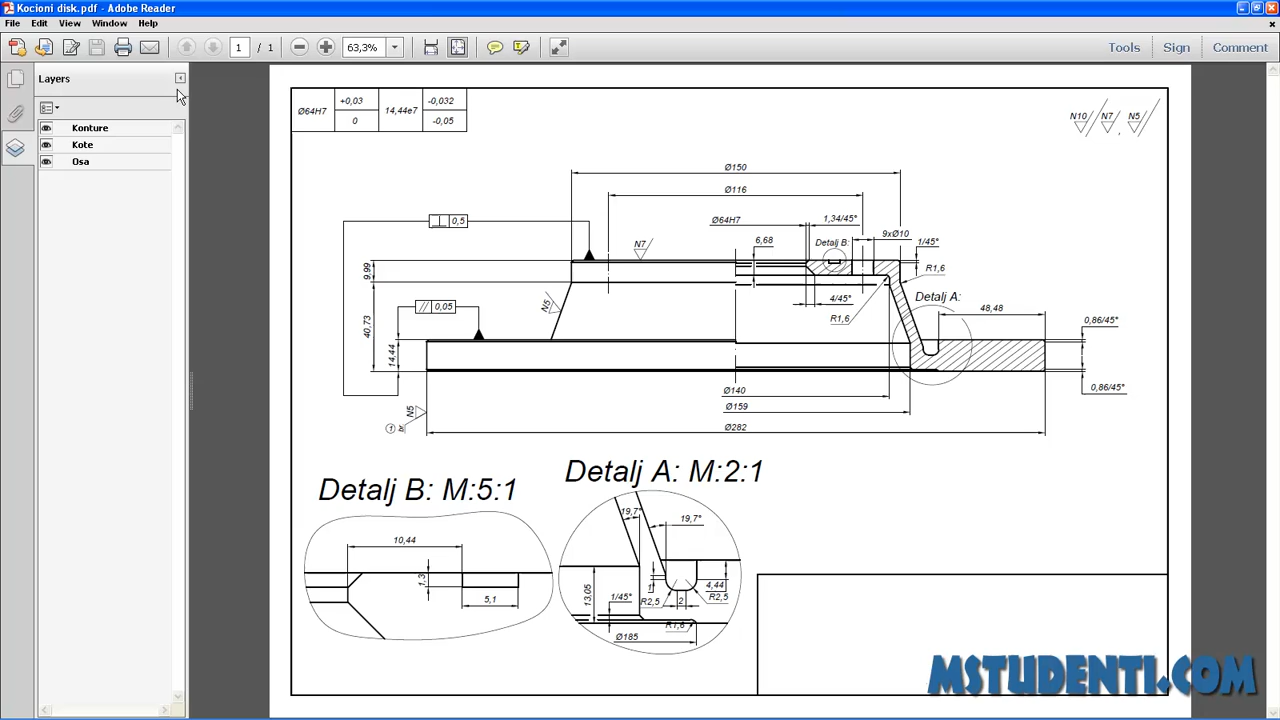 Kocioni disk.pdf - Adobe Reader
File Edit View Window Help
1 / 1 63,3% Tools Sign Comment
Layers
Konture
Kote
Osa
Ø64H7 +0,03 0 14,44e7 -0,032 -0,05
N10 N7 , N5
Ø150
Ø116
Ø64H7 1,34/45°
⊥ 0,5
N7 6,68 Detalj B: 9xØ10 1/45°
9,99 R1,6
N5 4/45° Detalj A:
// 0,05 R1,6 48,48
40,73 14,44 0,86/45°
Ø140 0,86/45°
Ø159
N5
1 Ø282
Detalj B: M:5:1
Detalj A: M:2:1
10,44
1,3
5,1
19,7° 19,7°
13,05 1/45° 1 R2,5 2 4,44 R2,5
R1,6
Ø185
MSTUDENTI.COM